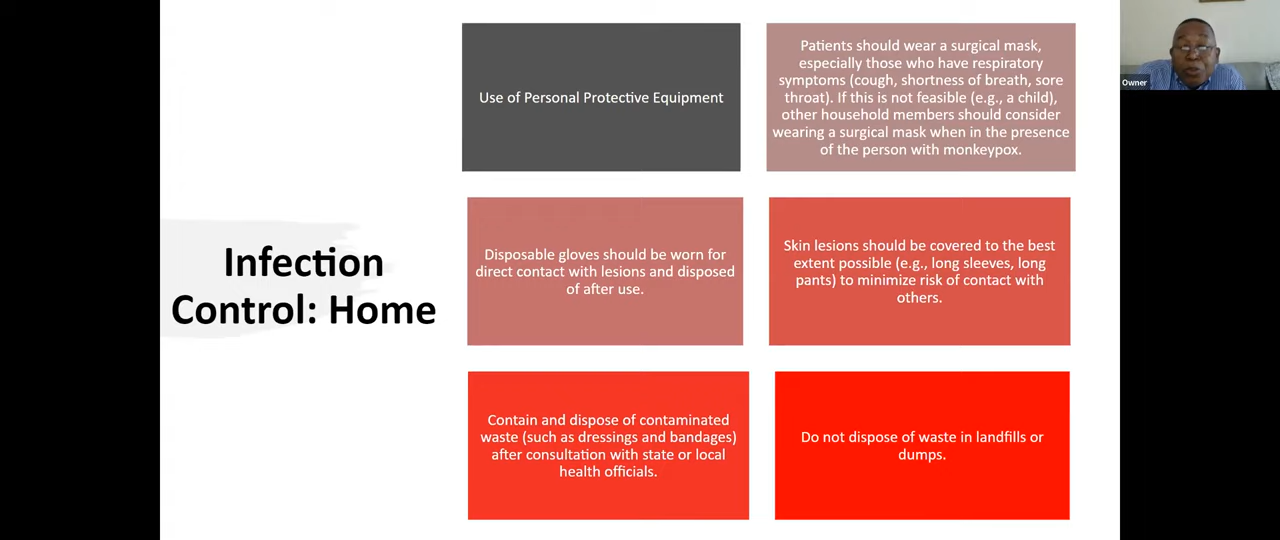 Infection
Control: Home
Use of Personal Protective Equipment
Patients should wear a surgical mask,
especially those who have respiratory
symptoms (cough, shortness of breath, sore
throat). If this is not feasible (e.g., a child),
other household members should consider
wearing a surgical mask when in the presence
of the person with monkeypox.
Disposable gloves should be worn for
direct contact with lesions and disposed
of after use.
Skin lesions should be covered to the best
extent possible (e.g., long sleeves, long
pants) to minimize risk of contact with
others.
Contain and dispose of contaminated
waste (such as dressings and bandages)
after consultation with state or local
health officials.
Do not dispose of waste in landfills or
dumps.
Owner